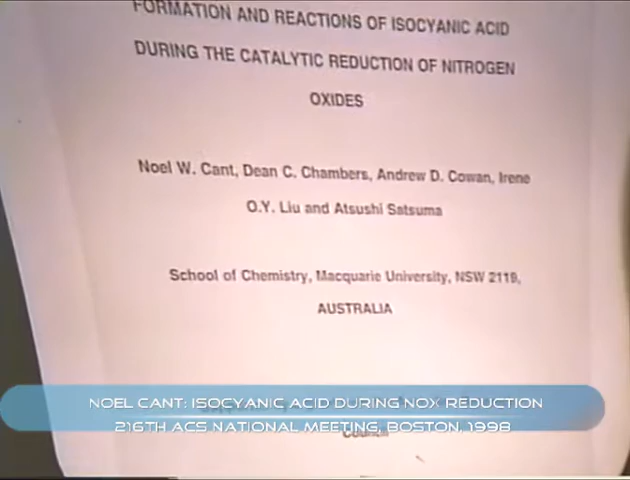 FORMATION AND REACTIONS OF ISOCYANIC ACID
DURING THE CATALYTIC REDUCTION OF NITROGEN
OXIDES
Noel W. Cant, Dean C. Chambers, Andrew D. Cowan, Irene
O.Y. Liu and Atsushi Satsuma
School of Chemistry, Macquarie University, NSW 2119,
AUSTRALIA
NOEL CANT: ISOCYANIC ACID DURING NOX REDUCTION
216TH ACS NATIONAL MEETING, BOSTON, 1998
Council